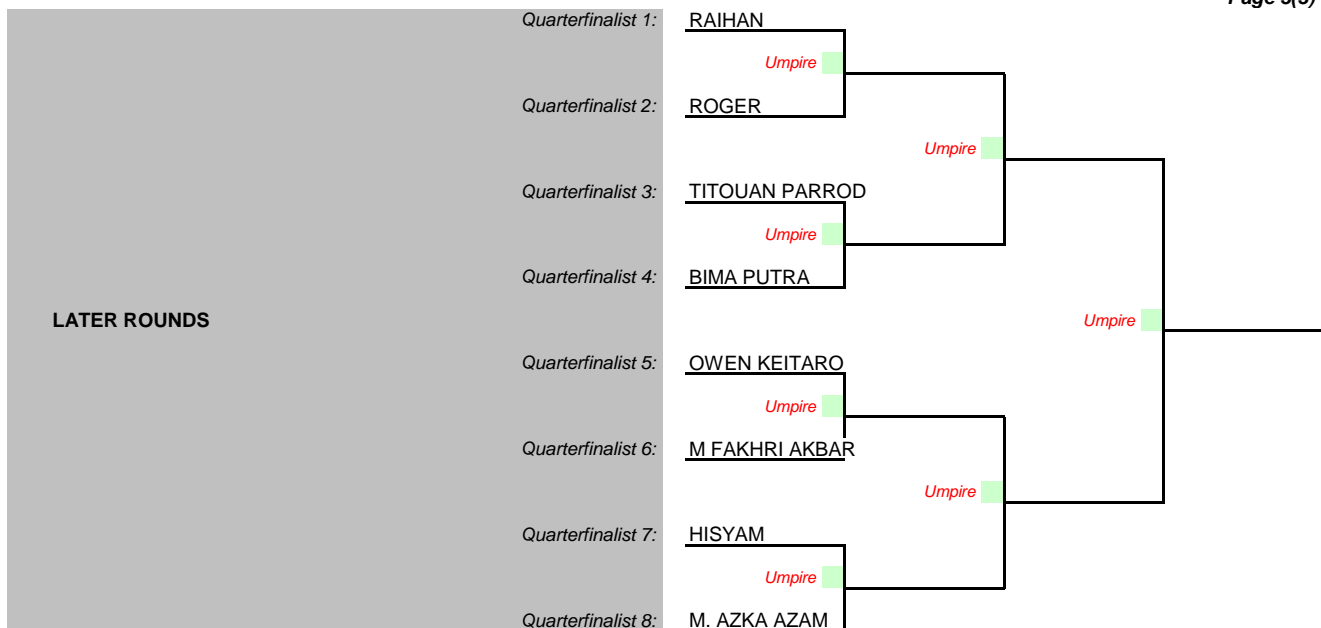 Page 3(3)
Quarterfinalist 1: RAIHAN
Umpire
Quarterfinalist 2: ROGER
Umpire
Quarterfinalist 3: TITOUAN PARROD
Umpire
Quarterfinalist 4: BIMA PUTRA
LATER ROUNDS Umpire
Quarterfinalist 5: OWEN KEITARO
Umpire
Quarterfinalist 6: M FAKHRI AKBAR
Umpire
Quarterfinalist 7: HISYAM
Umpire
Quarterfinalist 8: M. AZKA AZAM